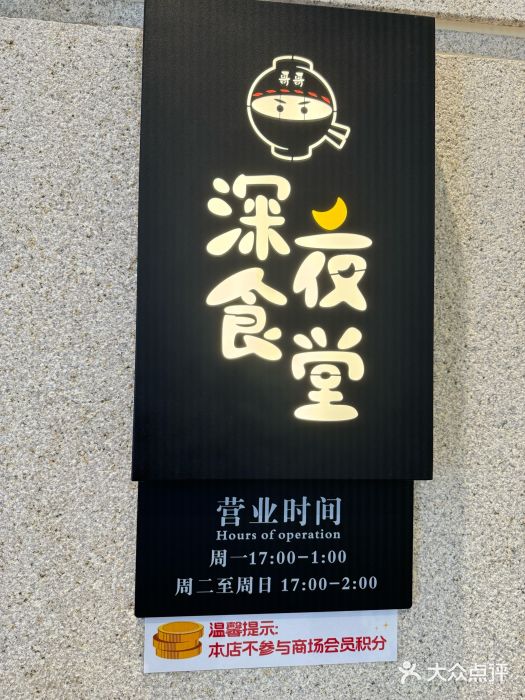 哥哥
深夜
食堂
营业时间
Hours of operation
周一17:00-1:00
周二至周日 17:00-2:00
温馨提示:
本店不参与商场会员积分
大众点评